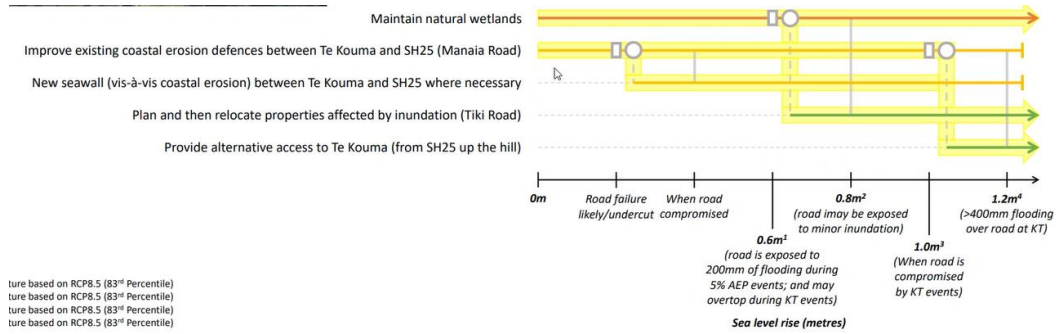 Maintain natural wetlands
Improve existing coastal erosion defences between Te Kouma and SH25 (Manaia Road)
New seawall (vis-à-vis coastal erosion) between Te Kouma and SH25 where necessary
Plan and then relocate properties affected by inundation (Tiki Road)
Provide alternative access to Te Kouma (from SH25 up the hill)
0m
Road failure
likely/undercut
When road
compromised
0.6m¹
(road is exposed to
200mm of flooding during
5% AEP events; and may
overtop during KT events)
0.8m²
(road imay be exposed
to minor inundation)
1.0m³
(When road is
compromised
by KT events)
1.2m⁴
(>400mm flooding
over road at KT)
Sea level rise (metres)
ture based on RCP8.5 (83rd Percentile)
ture based on RCP8.5 (83rd Percentile)
ture based on RCP8.5 (83rd Percentile)
ture based on RCP8.5 (83rd Percentile)